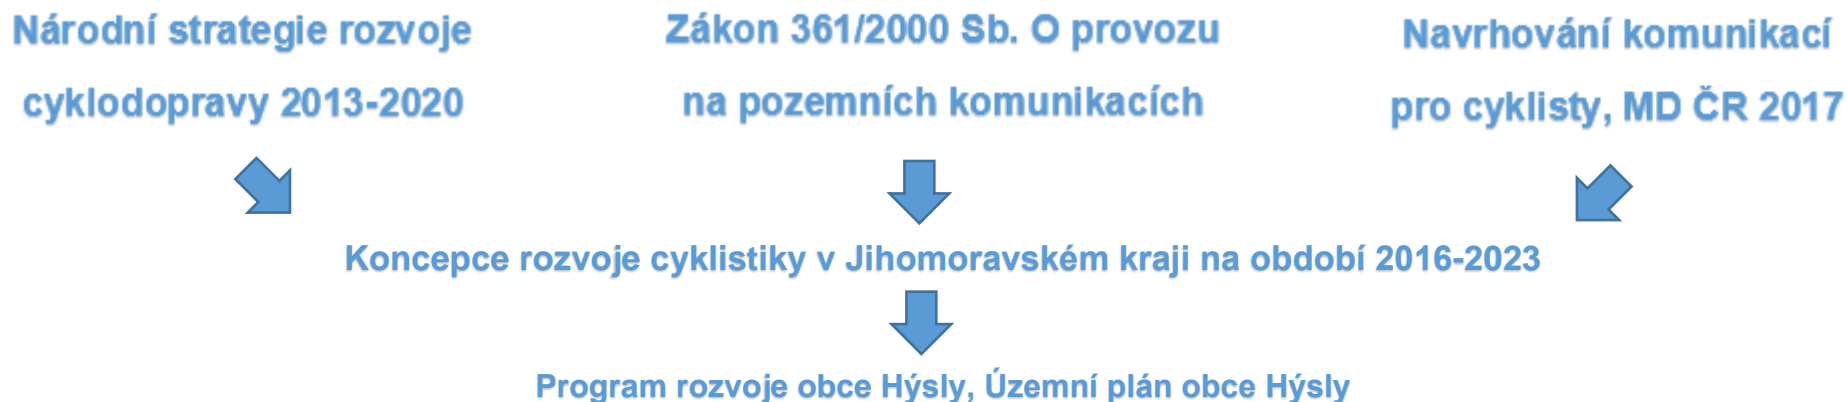 Národní strategie rozvoje
cyklodopravy 2013-2020
Zákon 361/2000 Sb. O provozu
na pozemních komunikacích
Navrhování komunikací
pro cyklisty, MD ČR 2017
Koncepce rozvoje cyklistiky v Jihomoravském kraji na období 2016-2023
Program rozvoje obce Hýsly, Územní plán obce Hýsly